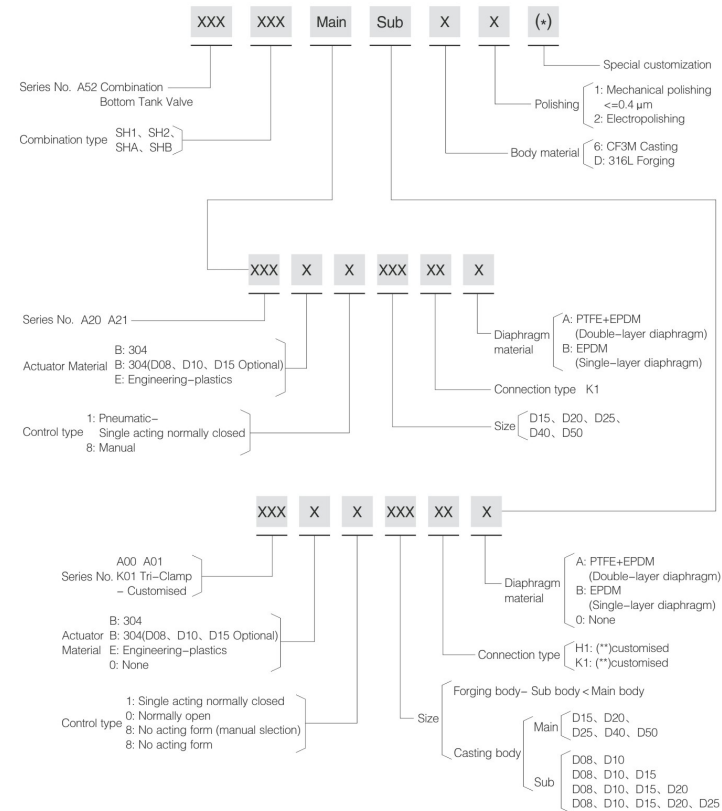 XXX XXX Main Sub X X (*)
Special customization
Series No. A52 Combination
Bottom Tank Valve
Polishing
1: Mechanical polishing
<=0.4 μm
2: Electropolishing
Combination type
SH1、SH2、
SHA、SHB
Body material
6: CF3M Casting
D: 316L Forging
XXX X X XXX XX X
Series No. A20 A21
Diaphragm
material
A: PTFE+EPDM
(Double-layer diaphragm)
B: EPDM
(Single-layer diaphragm)
Actuator Material
B: 304
B: 304(D08、D10、D15 Optional)
E: Engineering-plastics
Connection type K1
Control type
1: Pneumatic-
Single acting normally closed
8: Manual
Size
D15、D20、D25、
D40、D50
XXX X X XXX XX X
Series No.
A00 A01
K01 Tri-Clamp
- Customised
Diaphragm
material
A: PTFE+EPDM
(Double-layer diaphragm)
B: EPDM
(Single-layer diaphragm)
0: None
Actuator
Material
B: 304
B: 304(D08、D10、D15 Optional)
E: Engineering-plastics
0: None
Connection type
H1: (**)customised
K1: (**)customised
Control type
1: Single acting normally closed
0: Normally open
8: No acting form (manual slection)
8: No acting form
Size
Forging body- Sub body < Main body
Casting body
Main
D15、D20、
D25、D40、D50
Sub
D08、D10
D08、D10、D15
D08、D10、D15、D20
D08、D10、D15、D20、D25